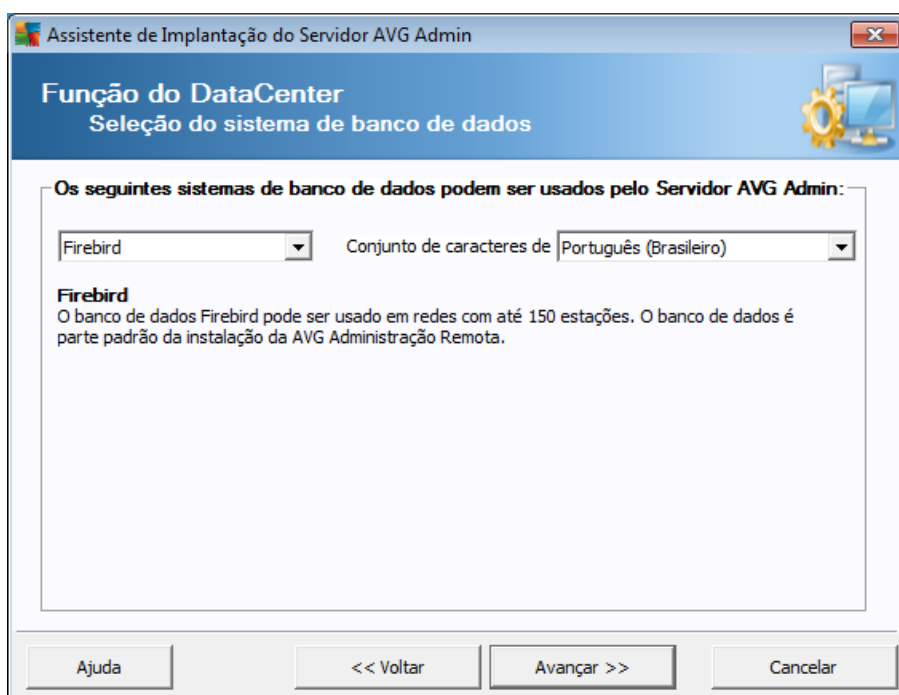 Assistente de Implantação do Servidor AVG Admin
Função do DataCenter
Seleção do sistema de banco de dados
Os seguintes sistemas de banco de dados podem ser usados pelo Servidor AVG Admin:
Firebird Conjunto de caracteres de Português (Brasileiro)
Firebird
O banco de dados Firebird pode ser usado em redes com até 150 estações. O banco de dados é
parte padrão da instalação da AVG Administração Remota.
Ajuda << Voltar Avançar >> Cancelar